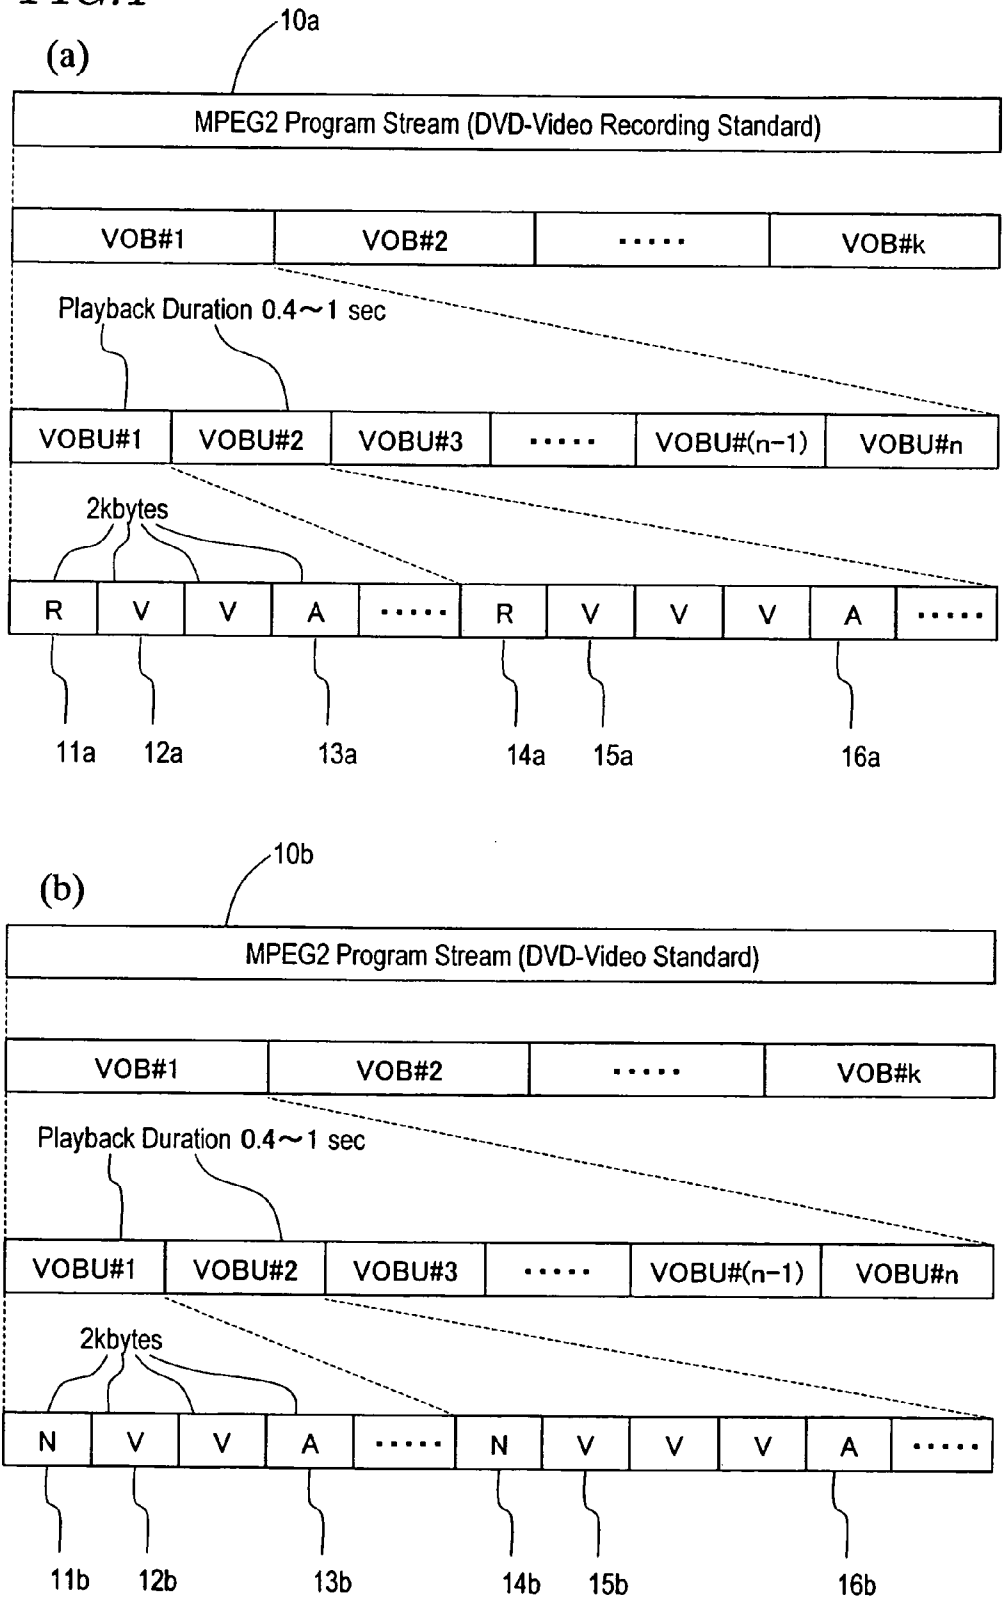 FIG.1
10a
(a)
MPEG2 Program Stream (DVD-Video Recording Standard)
VOB#1 VOB#2 ····· VOB#k
Playback Duration 0.4～1 sec
VOBU#1 VOBU#2 VOBU#3 ····· VOBU#(n-1) VOBU#n
2kbytes
R V V A ····· R V V V A ·····
11a 12a 13a 14a 15a 16a
10b
(b)
MPEG2 Program Stream (DVD-Video Standard)
VOB#1 VOB#2 ····· VOB#k
Playback Duration 0.4～1 sec
VOBU#1 VOBU#2 VOBU#3 ····· VOBU#(n-1) VOBU#n
2kbytes
N V V A ····· N V V V A ·····
11b 12b 13b 14b 15b 16b